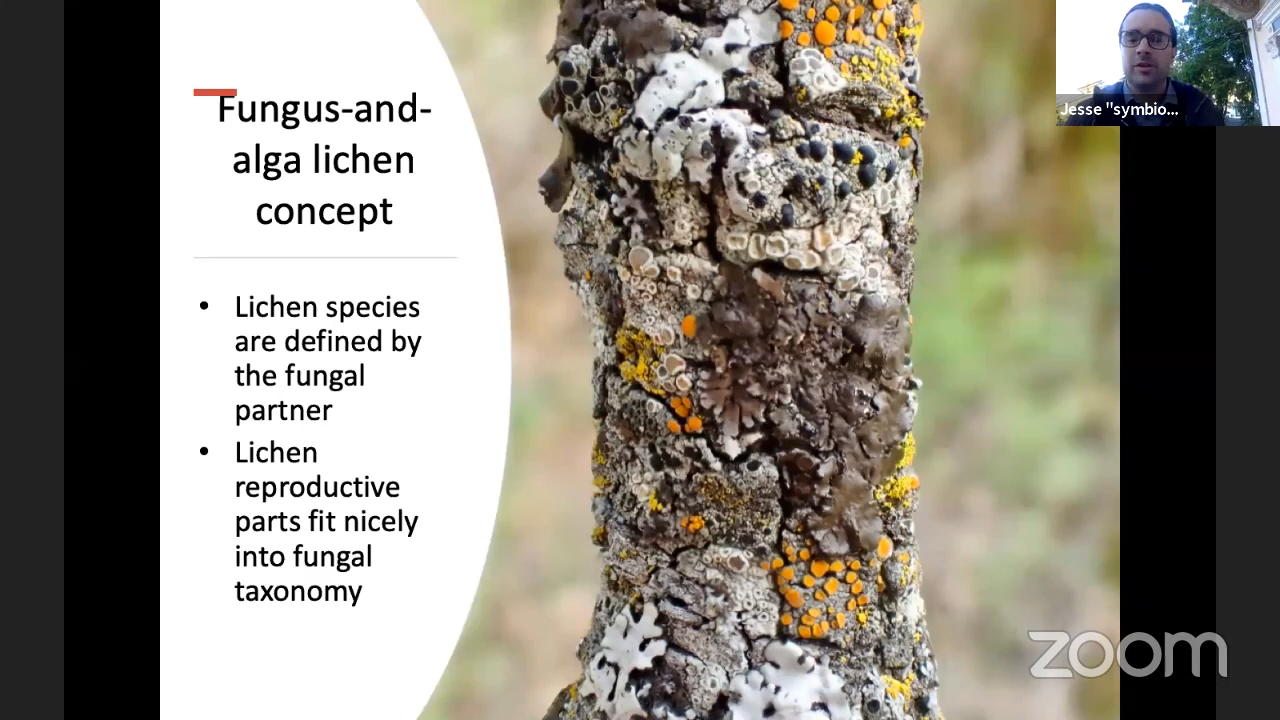 Fungus-and-
alga lichen
concept
• Lichen species
are defined by
the fungal
partner
• Lichen
reproductive
parts fit nicely
into fungal
taxonomy
Jesse "symbio...
zoom